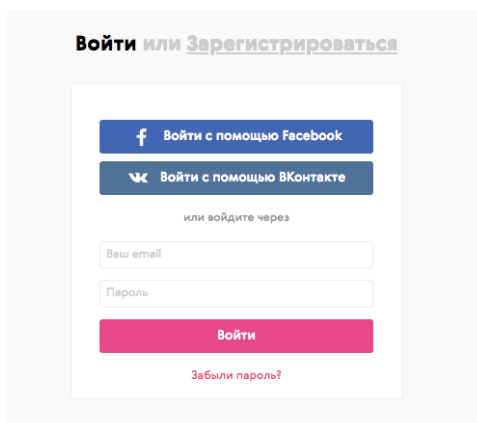 Войти или Зарегистрироваться
Войти с помощью Facebook
Войти с помощью ВКонтакте
или войдите через
Ваш email
Пароль
Войти
Забыли пароль?